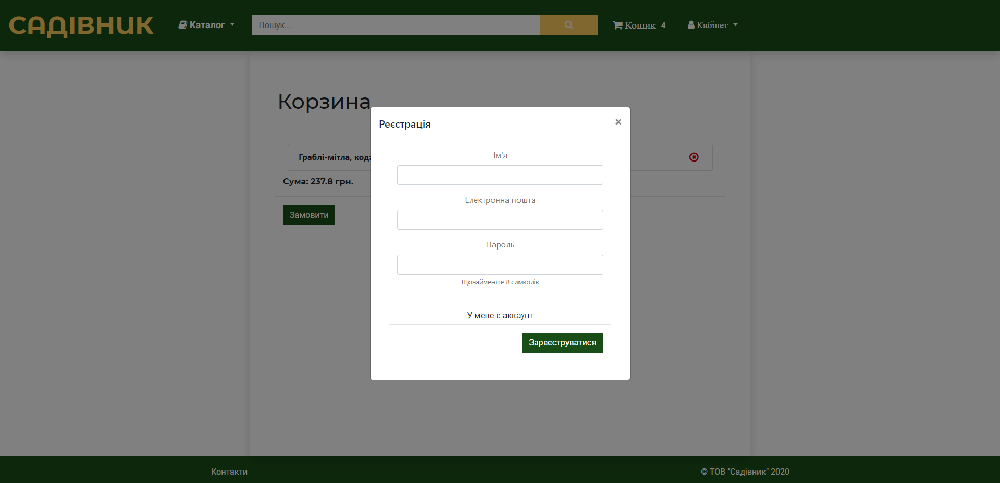 САДІВНИК
Каталог
Пошук...
Кошик 4
Кабінет
Корзина
Реєстрація
×
Граблі-мітла, код:
Сума: 237.8 грн.
Замовити
Ім'я
Електронна пошта
Пароль
Щонайменше 8 символів
У мене є аккаунт
Зареєструватися
Контакти
© ТОВ "Садівник" 2020